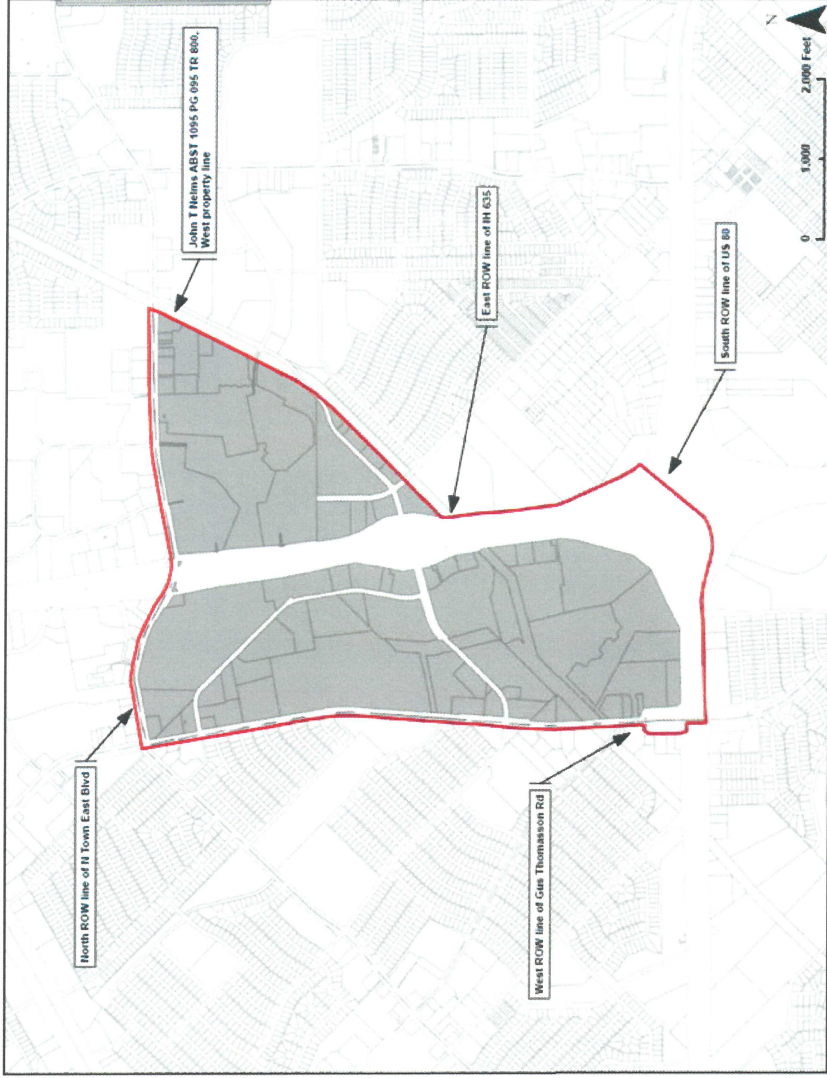 John T Nelms ABST 1095 PG 095 TR 800,
West property line
North ROW line of N Town East Blvd
East ROW line of IH 635
South ROW line of US 80
West ROW line of Gus Thomasson Rd
N
0 1,000 2,000 Feet